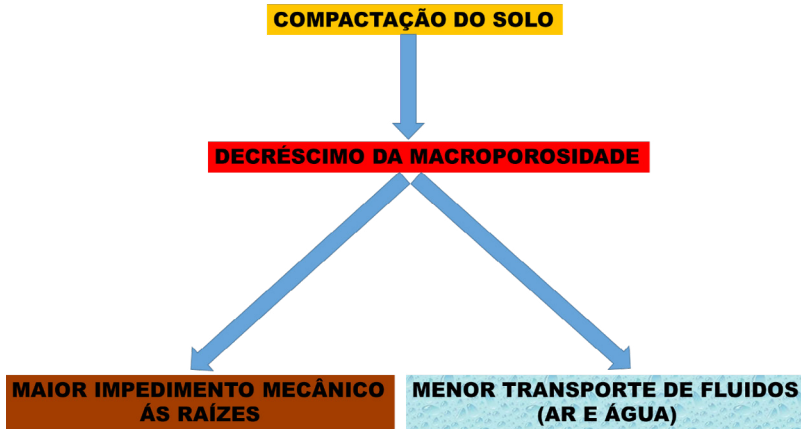 COMPACTAÇÃO DO SOLO
DECRÉSCIMO DA MACROPOROSIDADE
MAIOR IMPEDIMENTO MECÂNICO
ÁS RAÍZES
MENOR TRANSPORTE DE FLUIDOS
(AR E ÁGUA)